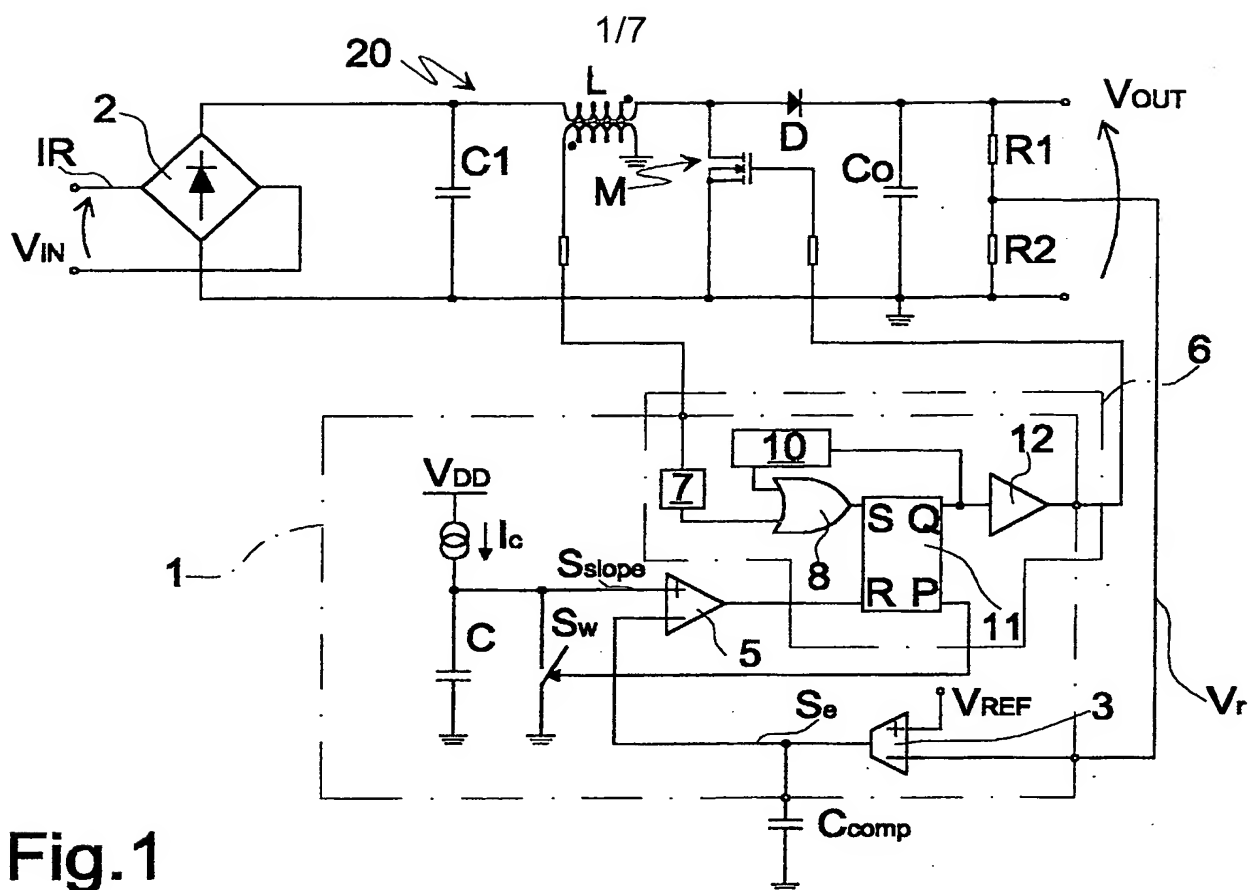 1/7
20
L
2
IR
VIN
C1
M
D
Co
R1
R2
VOUT
6
10
12
7
8
S Q
R P
11
VDD
Ic
1
Sslope
+
5
Sw
C
Se
VREF
+
3
Vr
Ccomp
Fig.1